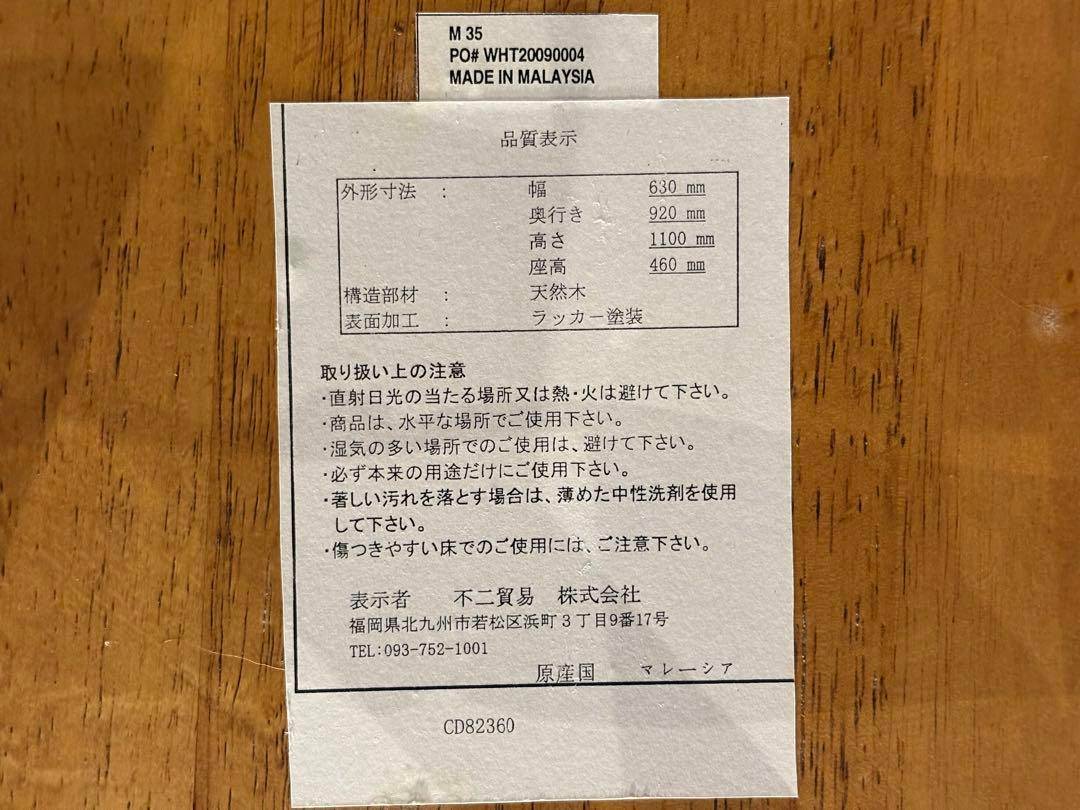 M 35
PO# WHT20090004
MADE IN MALAYSIA
品質表示
外形寸法 : 幅 630 mm
奥行き 920 mm
高さ 1100 mm
座高 460 mm
構造部材 : 天然木
表面加工 : ラッカー塗装
取り扱い上の注意
・直射日光の当たる場所又は熱・火は避けて下さい。
・商品は、水平な場所でご使用下さい。
・湿気の多い場所でのご使用は、避けて下さい。
・必ず本来の用途だけにご使用下さい。
・著しい汚れを落とす場合は、薄めた中性洗剤を使用
して下さい。
・傷つきやすい床でのご使用には、ご注意下さい。
表示者 不二貿易 株式会社
福岡県北九州市若松区浜町３丁目9番17号
TEL:093-752-1001
原産国 マレーシア
CD82360